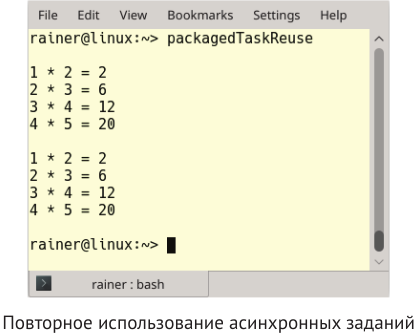 File Edit View Bookmarks Settings Help
rainer@linux:~> packagedTaskReuse
1 * 2 = 2
2 * 3 = 6
3 * 4 = 12
4 * 5 = 20
1 * 2 = 2
2 * 3 = 6
3 * 4 = 12
4 * 5 = 20
rainer@linux:~>
rainer : bash
Повторное использование асинхронных заданий